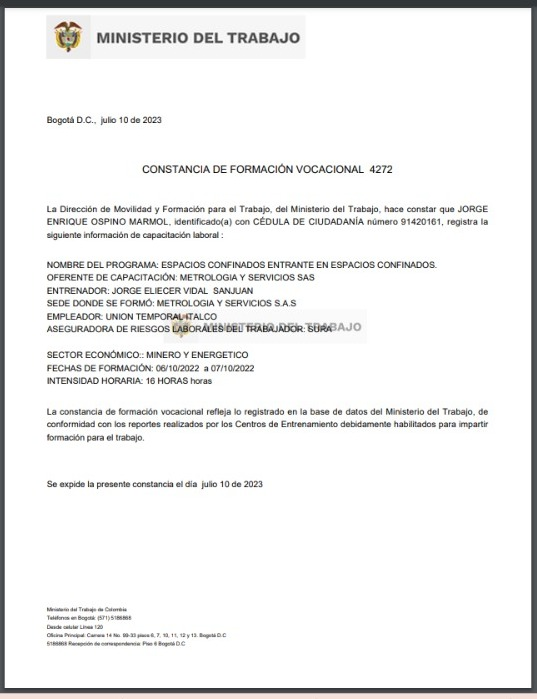 MINISTERIO DEL TRABAJO
Bogotá D.C., julio 10 de 2023
CONSTANCIA DE FORMACIÓN VOCACIONAL 4272
La Dirección de Movilidad y Formación para el Trabajo, del Ministerio del Trabajo, hace constar que JORGE
ENRIQUE OSPINO MARMOL, identificado(a) con CÉDULA DE CIUDADANÍA número 91420161, registra la
siguiente información de capacitación laboral :
NOMBRE DEL PROGRAMA: ESPACIOS CONFINADOS ENTRANTE EN ESPACIOS CONFINADOS.
OFERENTE DE CAPACITACIÓN: METROLOGIA Y SERVICIOS SAS
ENTRENADOR: JORGE ELIECER VIDAL SANJUAN
SEDE DONDE SE FORMÓ: METROLOGIA Y SERVICIOS S.A.S
EMPLEADOR: UNION TEMPORAL ITALCO
MINISTERIO DEL TRABAJO
ASEGURADORA DE RIESGOS LABORALES DEL TRABAJADOR: SURA
SECTOR ECONÓMICO:: MINERO Y ENERGETICO
FECHAS DE FORMACIÓN: 06/10/2022 a 07/10/2022
INTENSIDAD HORARIA: 16 HORAS horas
La constancia de formación vocacional refleja lo registrado en la base de datos del Ministerio del Trabajo, de
conformidad con los reportes realizados por los Centros de Entrenamiento debidamente habilitados para impartir
formación para el trabajo.
Se expide la presente constancia el día julio 10 de 2023
Ministerio del Trabajo de Colombia
Teléfonos en Bogotá: (571) 5186868
Desde celular Línea 120
Oficina Principal: Carrera 14 No. 99-33 pisos 6, 7, 10, 11, 12 y 13. Bogotá D.C
5186868 Recepción de correspondencia: Piso 6 Bogotá D.C